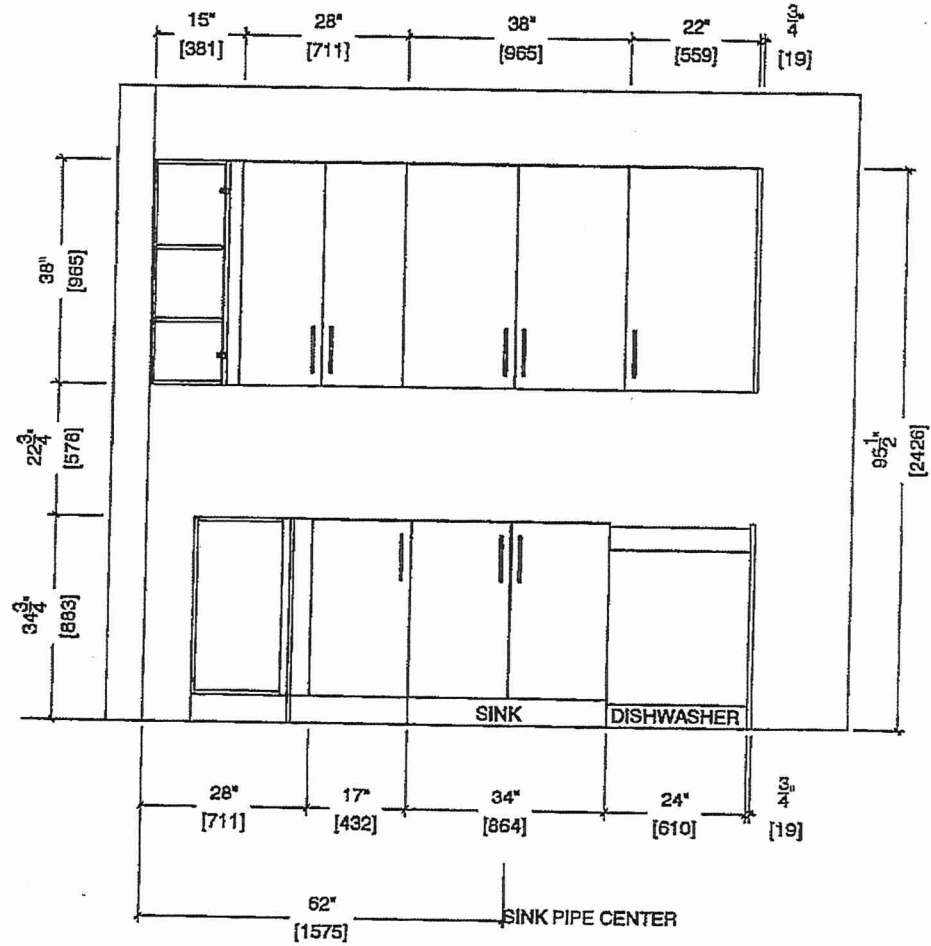 15" 28" 38" 22" 3/4"
[381] [711] [965] [559] [19]
38"
[965]
22 3/4"
[578]
34 3/4"
[883]
95 1/2"
[2426]
SINK DISHWASHER
28" 17" 34" 24" 3/4"
[711] [432] [864] [610] [19]
62"
[1575]
SINK PIPE CENTER